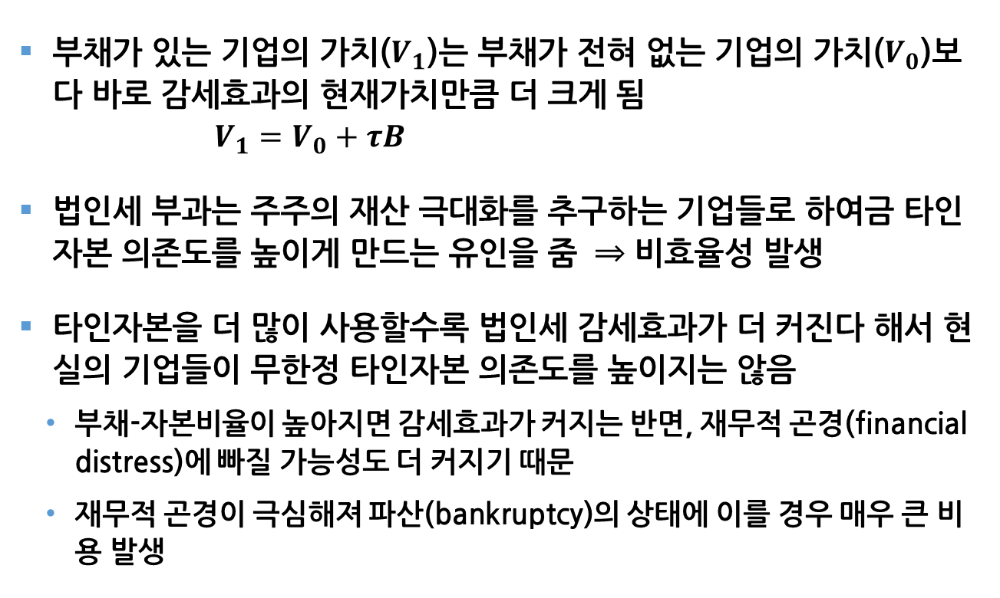 ▪ 부채가 있는 기업의 가치(V₁)는 부채가 전혀 없는 기업의 가치(V₀)보
다 바로 감세효과의 현재가치만큼 더 크게 됨
V₁ = V₀ + τB
▪ 법인세 부과는 주주의 재산 극대화를 추구하는 기업들로 하여금 타인
자본 의존도를 높이게 만드는 유인을 줌 ⇒ 비효율성 발생
▪ 타인자본을 더 많이 사용할수록 법인세 감세효과가 더 커진다 해서 현
실의 기업들이 무한정 타인자본 의존도를 높이지는 않음
• 부채-자본비율이 높아지면 감세효과가 커지는 반면, 재무적 곤경(financial
distress)에 빠질 가능성도 더 커지기 때문
• 재무적 곤경이 극심해져 파산(bankruptcy)의 상태에 이를 경우 매우 큰 비
용 발생